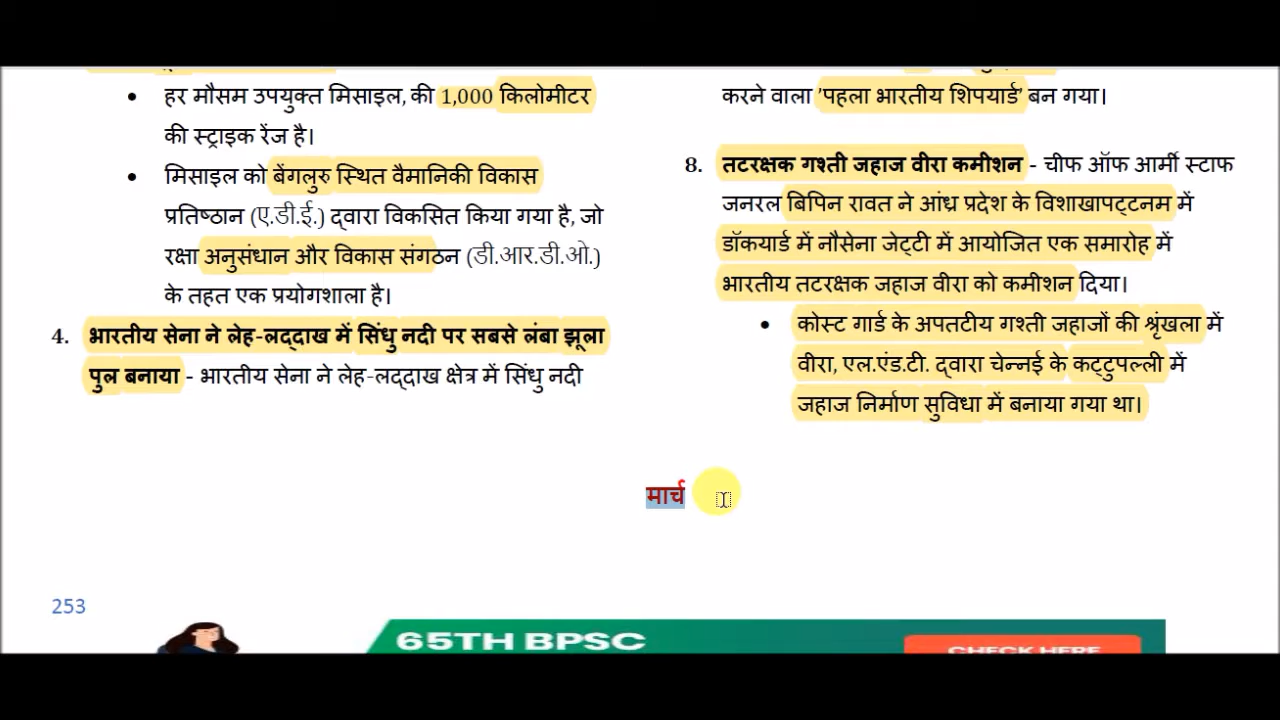 हर मौसम उपयुक्त मिसाइल, की 1,000 किलोमीटर
की स्ट्राइक रेंज है।
मिसाइल को बेंगलुरु स्थित वैमानिकी विकास
प्रतिष्ठान (ए.डी.ई.) द्वारा विकसित किया गया है, जो
रक्षा अनुसंधान और विकास संगठन (डी.आर.डी.ओ.)
के तहत एक प्रयोगशाला है।
4. भारतीय सेना ने लेह-लद्दाख में सिंधु नदी पर सबसे लंबा झूला
पुल बनाया - भारतीय सेना ने लेह-लद्दाख क्षेत्र में सिंधु नदी
करने वाला 'पहला भारतीय शिपयार्ड' बन गया।
8. तटरक्षक गश्ती जहाज वीरा कमीशन - चीफ ऑफ आर्मी स्टाफ
जनरल बिपिन रावत ने आंध्र प्रदेश के विशाखापट्टनम में
डॉकयार्ड में नौसेना जेट्टी में आयोजित एक समारोह में
भारतीय तटरक्षक जहाज वीरा को कमीशन दिया।
कोस्ट गार्ड के अपतटीय गश्ती जहाजों की श्रृंखला में
वीरा, एल.एंड.टी. द्वारा चेन्नई के कट्टुपल्ली में
जहाज निर्माण सुविधा में बनाया गया था।
मार्च
253
65TH BPSC
CHECK HERE